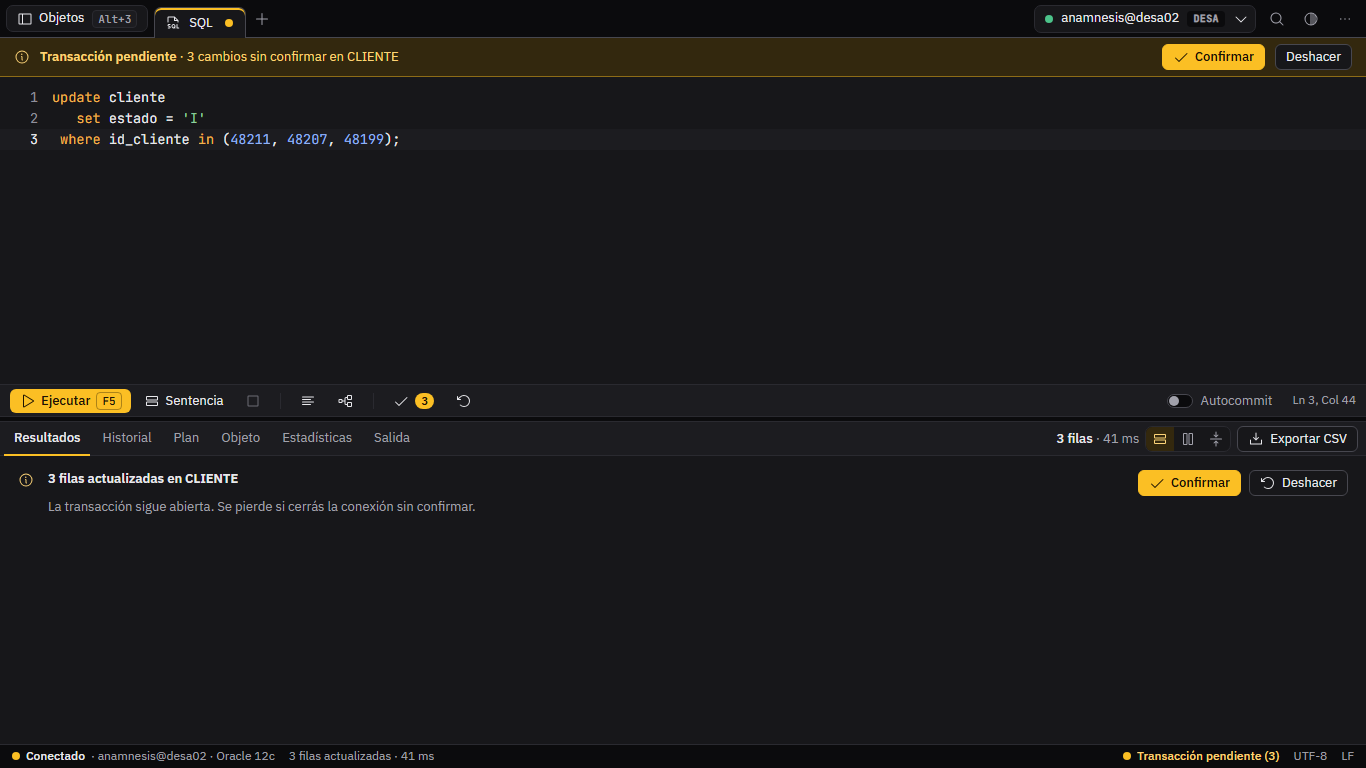 Objetos Alt+3 SQL anamnesis@desa02 DESA
Transacción pendiente · 3 cambios sin confirmar en CLIENTE Confirmar Deshacer
1 update cliente
2 set estado = 'I'
3 where id_cliente in (48211, 48207, 48199);
Ejecutar F5 Sentencia 3 Autocommit Ln 3, Col 44
Resultados Historial Plan Objeto Estadísticas Salida 3 filas · 41 ms Exportar CSV
3 filas actualizadas en CLIENTE Confirmar Deshacer
La transacción sigue abierta. Se pierde si cerrás la conexión sin confirmar.
Conectado · anamnesis@desa02 · Oracle 12c 3 filas actualizadas · 41 ms Transacción pendiente (3) UTF-8 LF